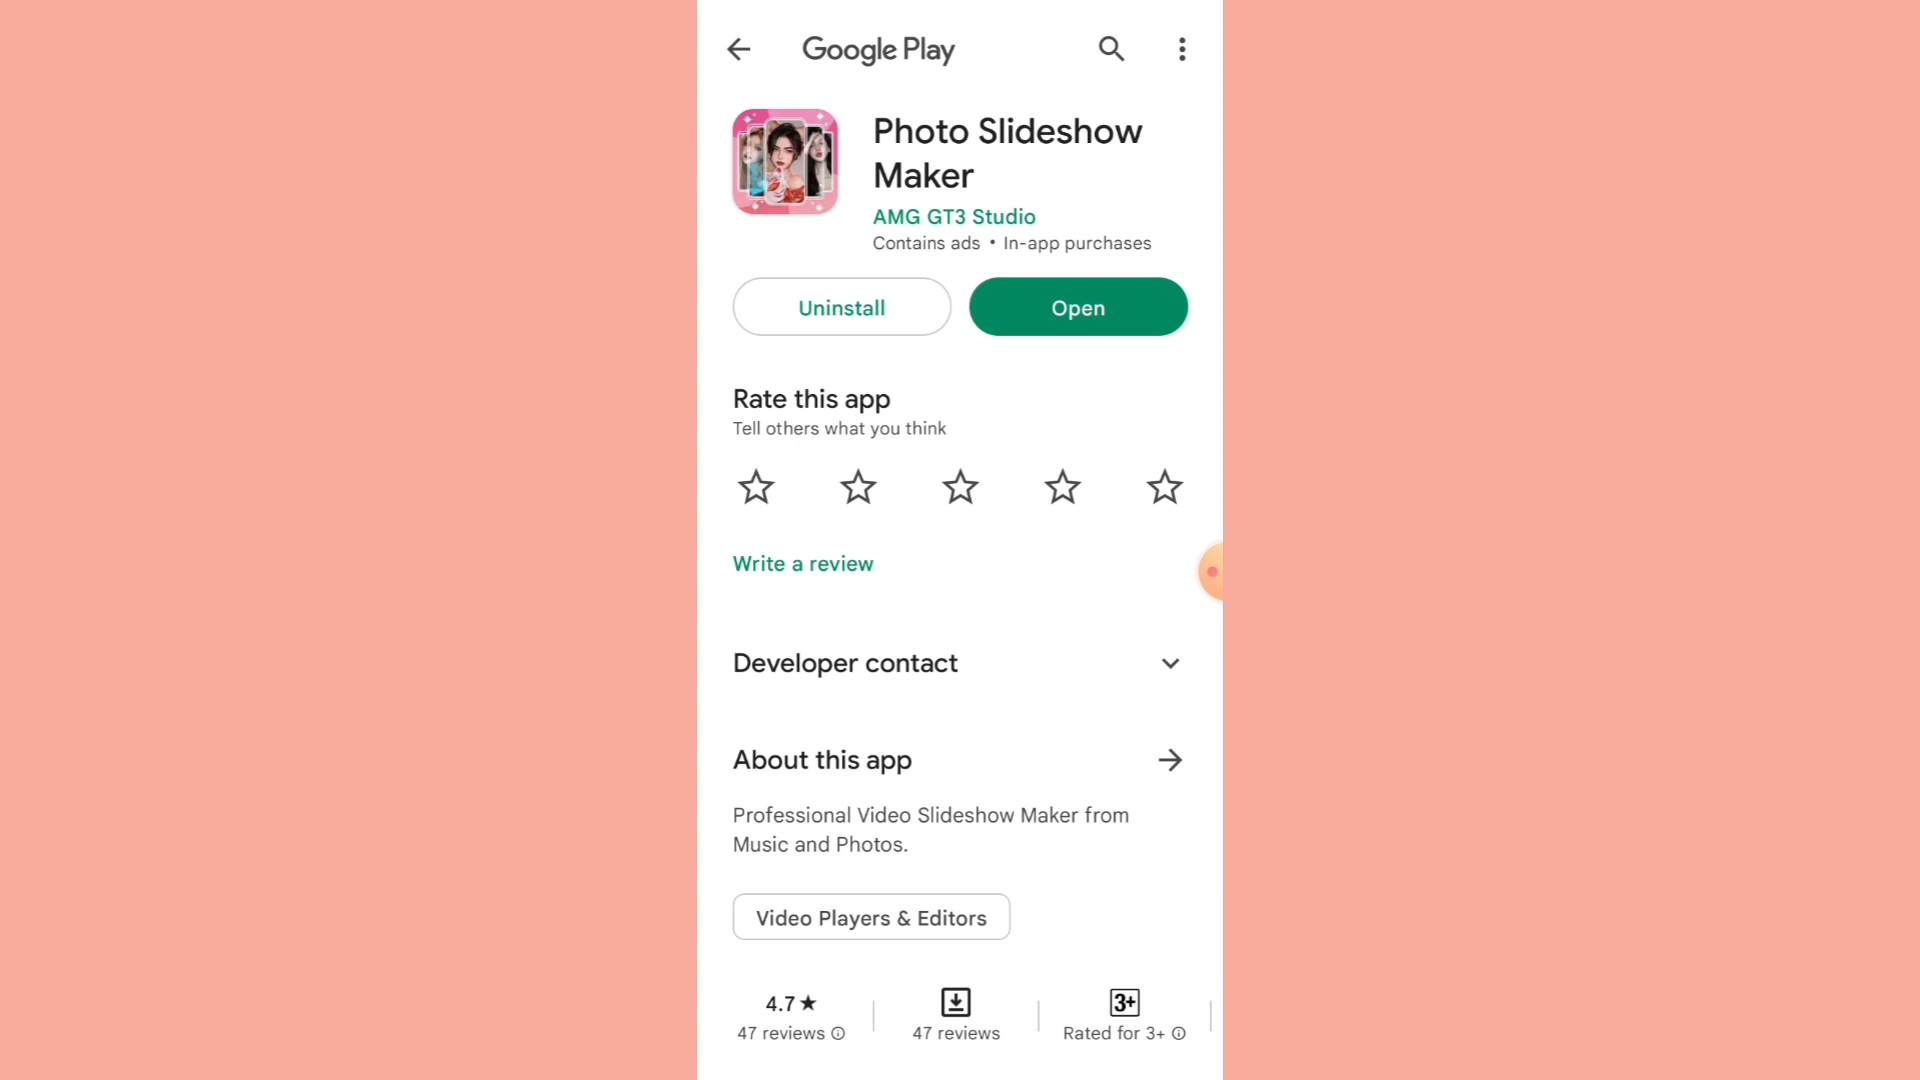 Google Play
Photo Slideshow
Maker
AMG GT3 Studio
Contains ads • In-app purchases
Uninstall
Open
Rate this app
Tell others what you think
Write a review
Developer contact
About this app
Professional Video Slideshow Maker from
Music and Photos.
Video Players & Editors
4.7★
47 reviews
47 reviews
3+
Rated for 3+